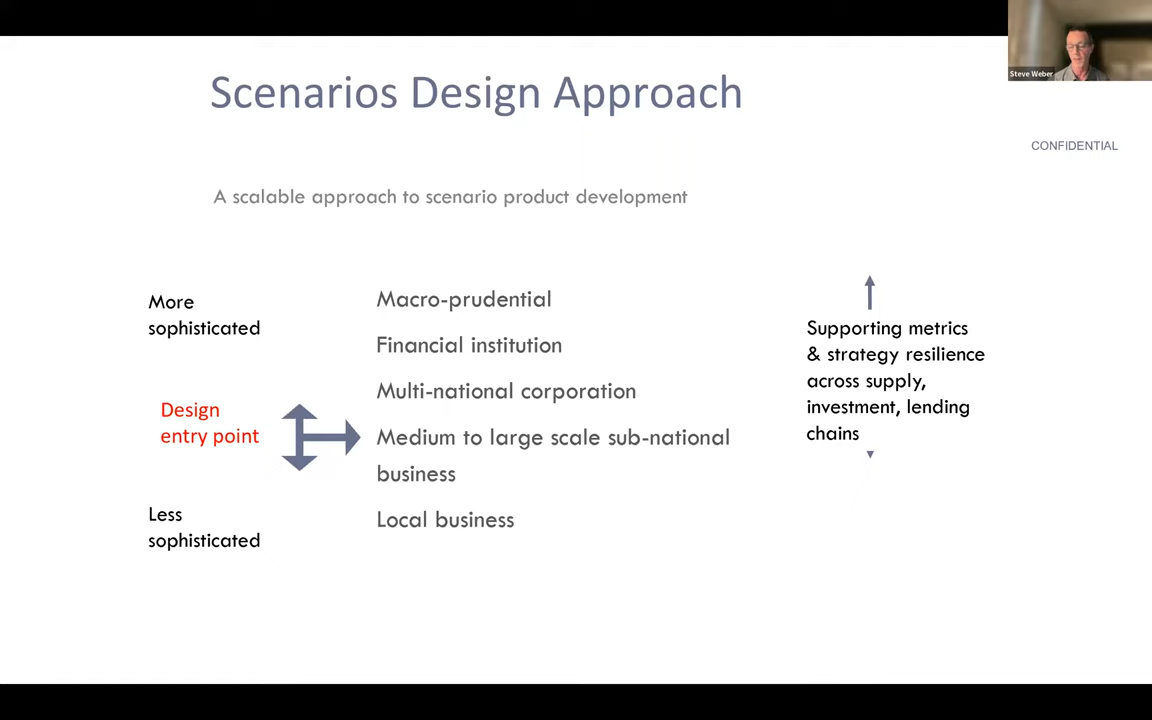 Steve Weber
Scenarios Design Approach
CONFIDENTIAL
A scalable approach to scenario product development
More
sophisticated
Design
entry point
Less
sophisticated
Macro-prudential
Financial institution
Multi-national corporation
Medium to large scale sub-national
business
Local business
Supporting metrics
& strategy resilience
across supply,
investment, lending
chains